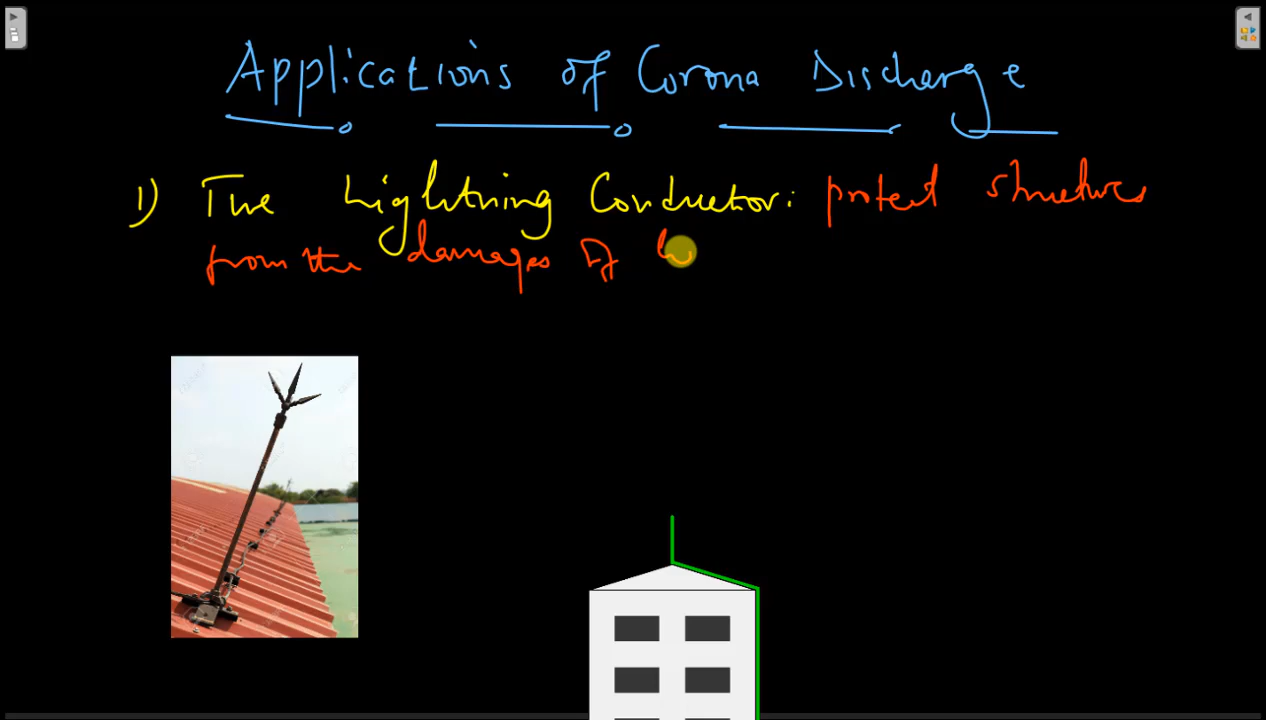 Applications of Corona Discharge
1) The Lightning Conductor: protect structures
from the damages of